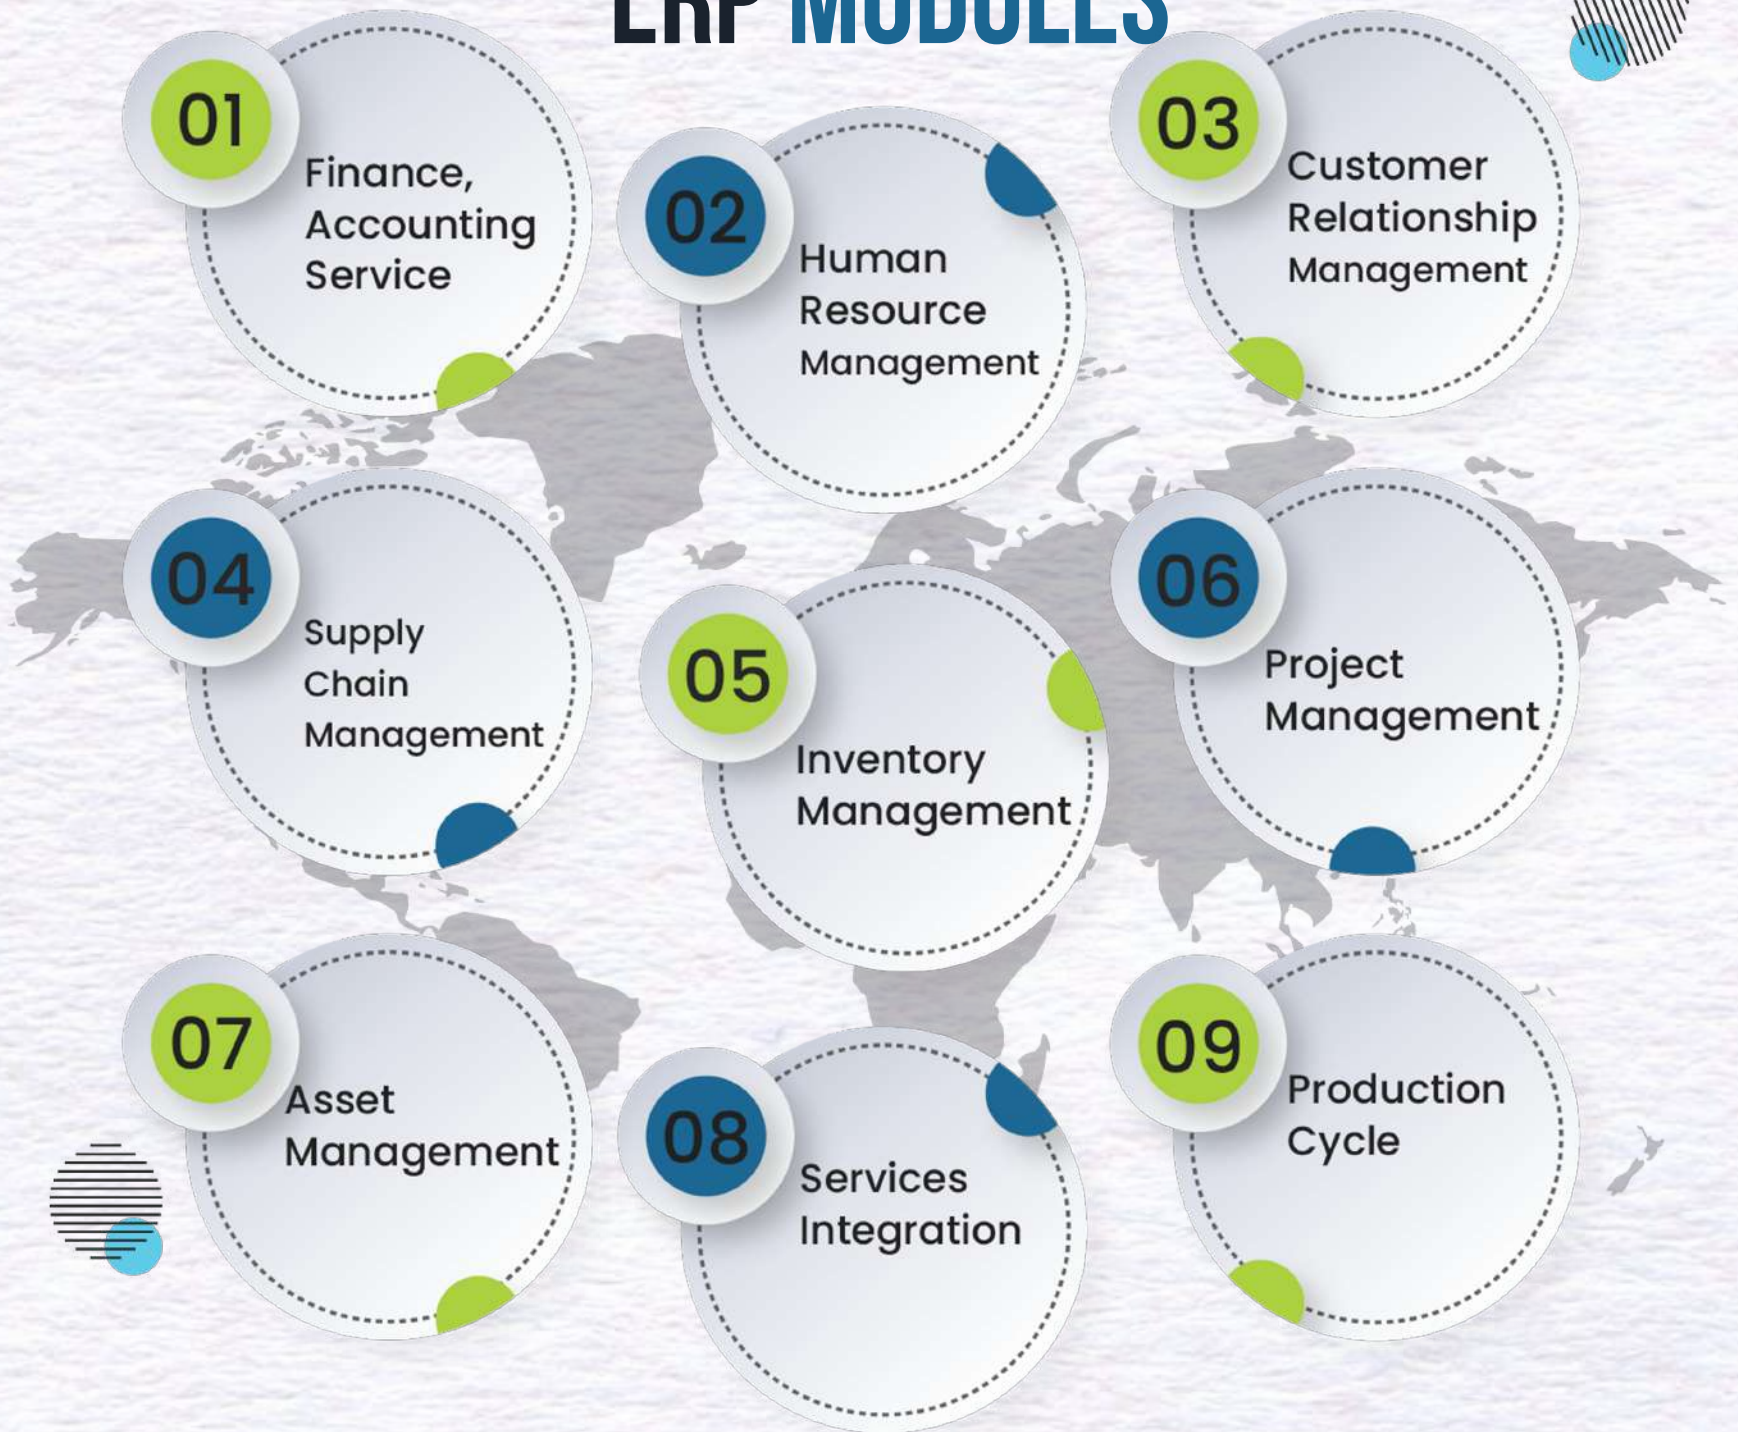 ERP MODULES
01
Finance,
Accounting
Service
02
Human
Resource
Management
03
Customer
Relationship
Management
04
Supply
Chain
Management
05
Inventory
Management
06
Project
Management
07
Asset
Management
08
Services
Integration
09
Production
Cycle